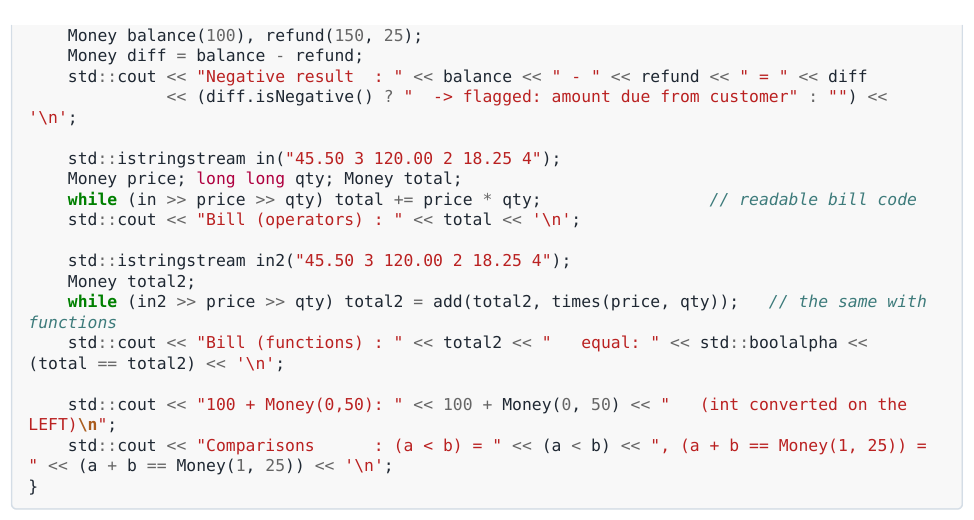 Money balance(100), refund(150, 25);
    Money diff = balance - refund;
    std::cout << "Negative result  : " << balance << " - " << refund << " = " << diff
              << (diff.isNegative() ? "  -> flagged: amount due from customer" : "") <<
'\n';

    std::istringstream in("45.50 3 120.00 2 18.25 4");
    Money price; long long qty; Money total;
    while (in >> price >> qty) total += price * qty;                 // readable bill code
    std::cout << "Bill (operators) : " << total << '\n';

    std::istringstream in2("45.50 3 120.00 2 18.25 4");
    Money total2;
    while (in2 >> price >> qty) total2 = add(total2, times(price, qty));   // the same with
functions
    std::cout << "Bill (functions) : " << total2 << "   equal: " << std::boolalpha <<
(total == total2) << '\n';

    std::cout << "100 + Money(0,50): " << 100 + Money(0, 50) << "   (int converted on the
LEFT)\n";
    std::cout << "Comparisons      : (a < b) = " << (a < b) << ", (a + b == Money(1, 25)) =
" << (a + b == Money(1, 25)) << '\n';
}